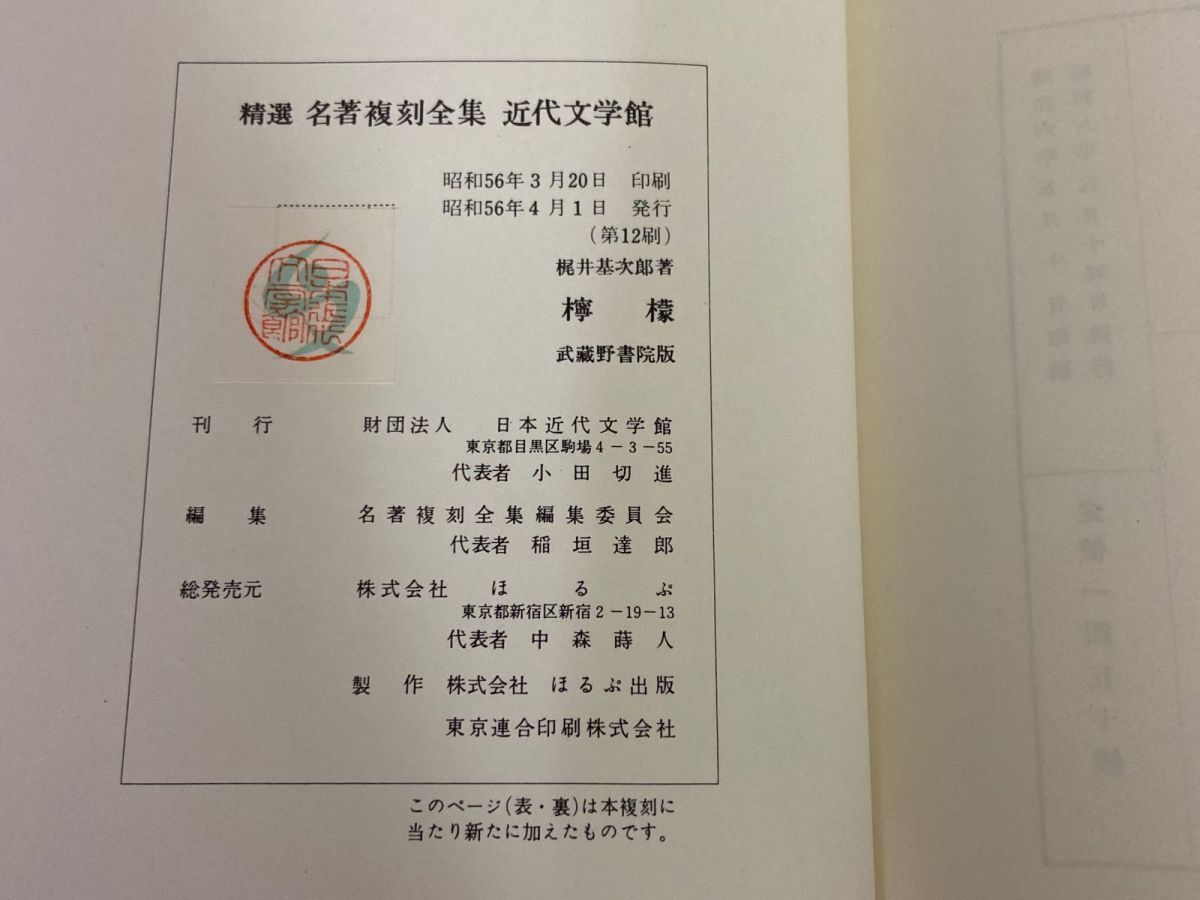 精選 名著複刻全集 近代文学館
昭和56年3月20日 印刷
昭和56年4月1日 発行
(第12刷)
梶井基次郎著
檸檬
武蔵野書院版
刊行 財団法人 日本近代文学館
東京都目黒区駒場4-3-55
代表者 小田切進
編集 名著複刻全集編集委員会
代表者 稲垣達郎
総発売元 株式会社 ほるぷ
東京都新宿区新宿2-19-13
代表者 中森蒔人
製作 株式会社 ほるぷ出版
東京連合印刷株式会社
このページ(表・裏)は本複刻に
当たり新たに加えたものです。